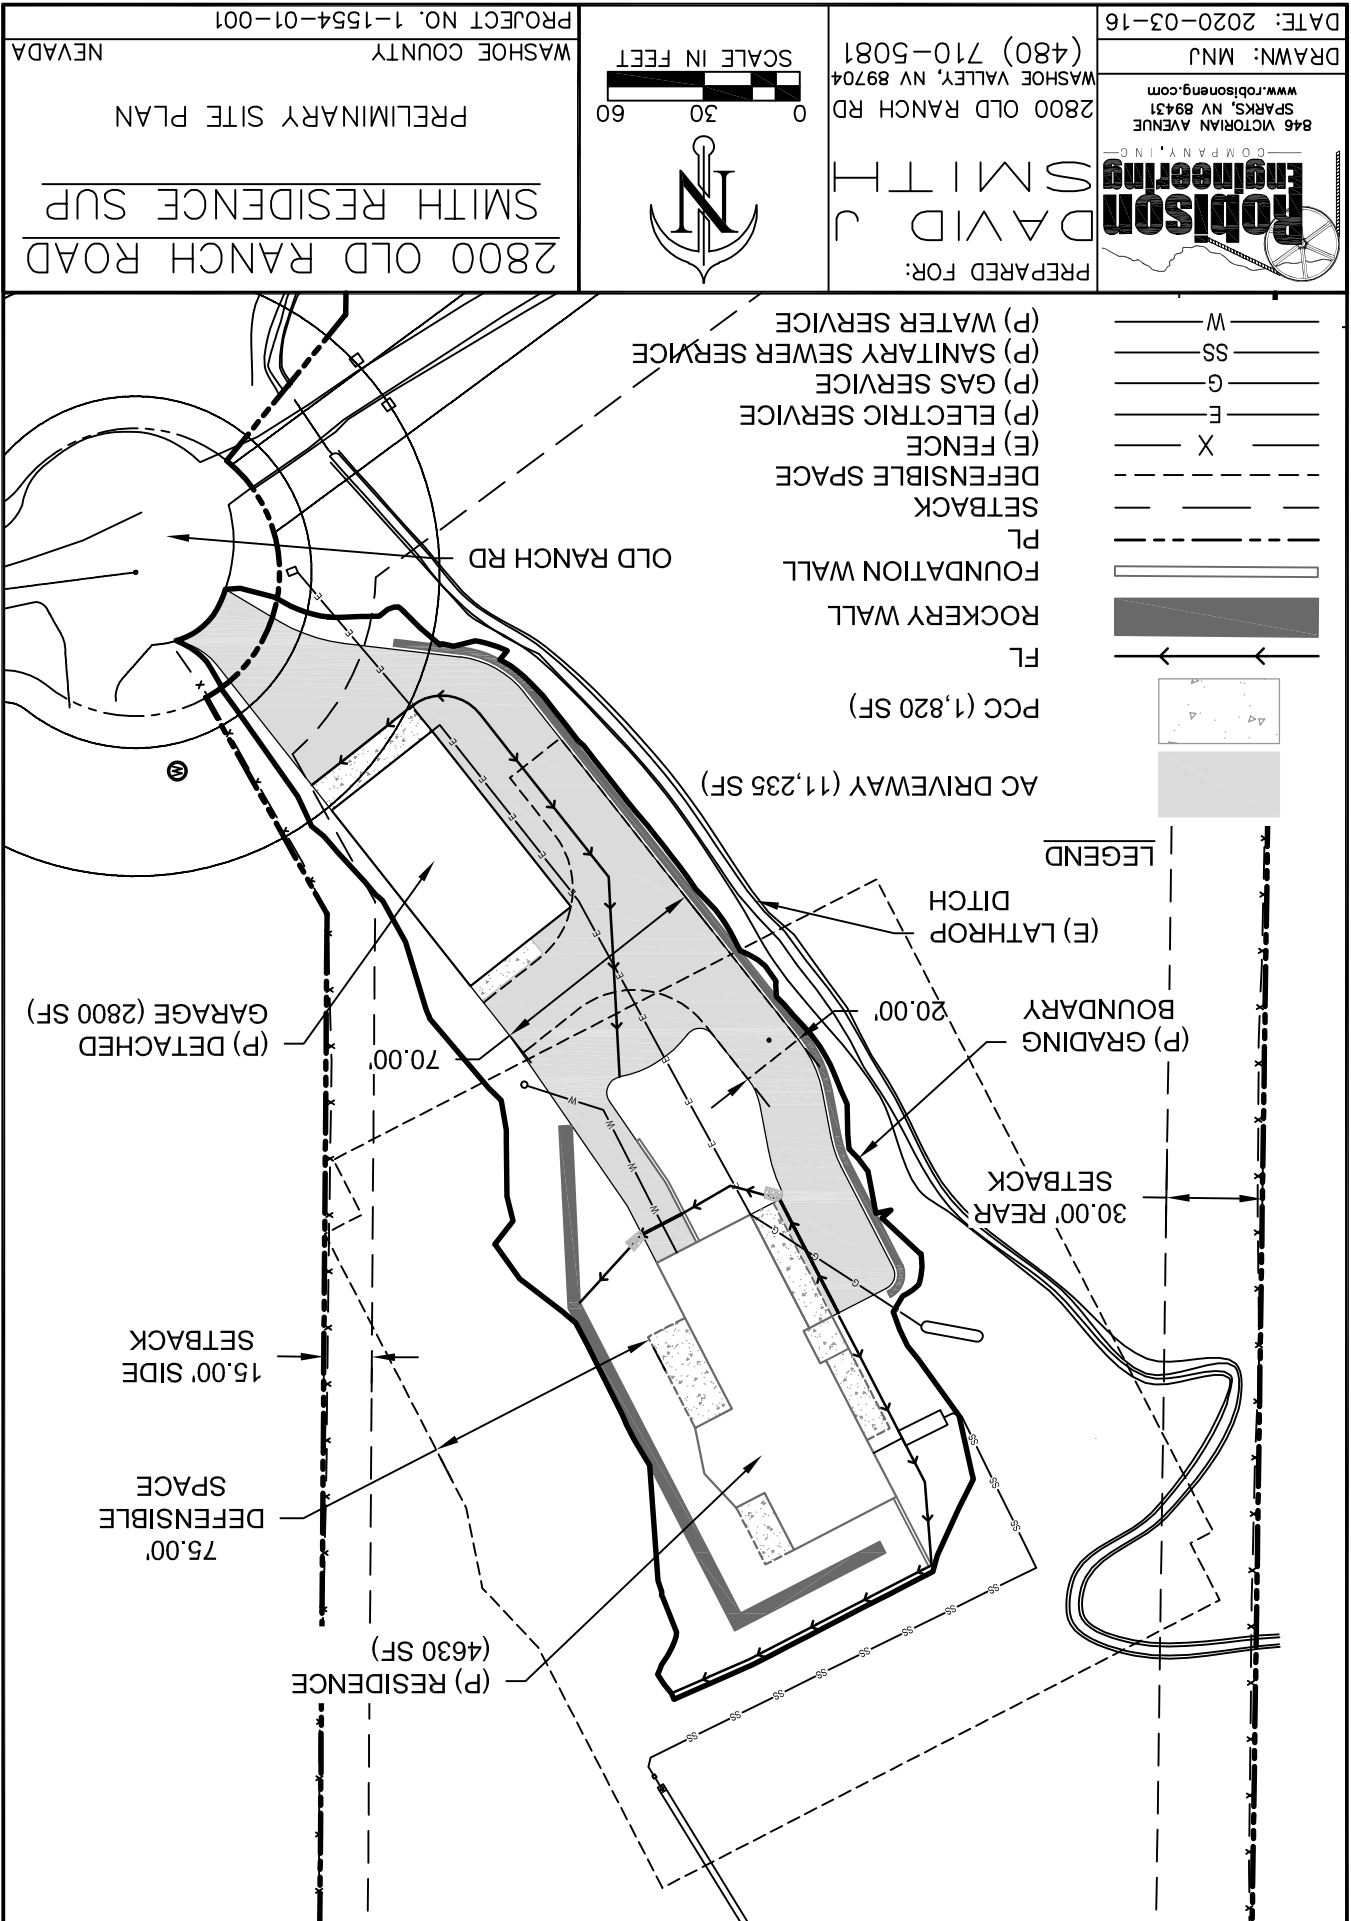 (P) RESIDENCE
(4630 SF)
75.00'
DEFENSIBLE
SPACE
15.00' SIDE
SETBACK
30.00' REAR
SETBACK
(P) GRADING
BOUNDARY
20.00'
70.00'
(P) DETACHED
GARAGE (2800 SF)
(E) LATHROP
DITCH
OLD RANCH RD
W
LEGEND
AC DRIVEWAY (11,235 SF)
PCC (1,820 SF)
FL
ROCKERY WALL
FOUNDATION WALL
PL
SETBACK
DEFENSIBLE SPACE
X (E) FENCE
E (P) ELECTRIC SERVICE
G (P) GAS SERVICE
SS (P) SANITARY SEWER SERVICE
W (P) WATER SERVICE
Robison
Engineering
COMPANY, INC
846 VICTORIAN AVENUE
SPARKS, NV 89431
www.robisoneng.com
DRAWN: MNJ
DATE: 2020-03-16
PREPARED FOR:
DAVID J
SMITH
2800 OLD RANCH RD
WASHOE VALLEY, NV 89704
(480) 710-5081
N
0 30 60
SCALE IN FEET
2800 OLD RANCH ROAD
SMITH RESIDENCE SUP
PRELIMINARY SITE PLAN
WASHOE COUNTY NEVADA
PROJECT NO. 1-1554-01-001